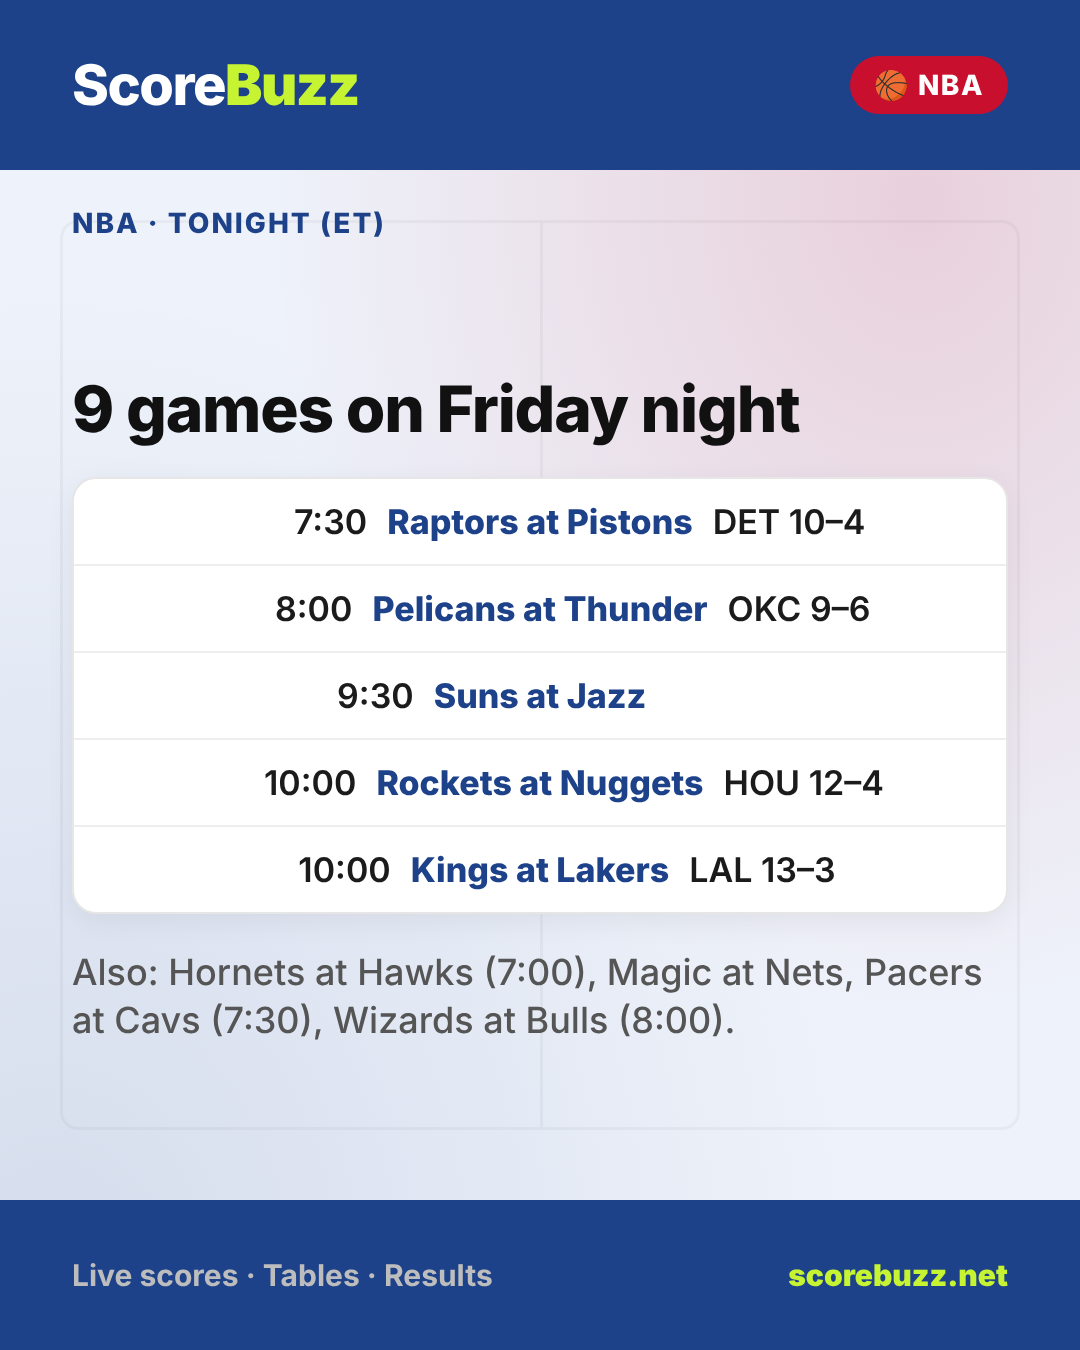 ScoreBuzz
🏀 NBA
NBA · TONIGHT (ET)
9 games on Friday night
7:30 Raptors at Pistons DET 10–4
8:00 Pelicans at Thunder OKC 9–6
9:30 Suns at Jazz
10:00 Rockets at Nuggets HOU 12–4
10:00 Kings at Lakers LAL 13–3
Also: Hornets at Hawks (7:00), Magic at Nets, Pacers
at Cavs (7:30), Wizards at Bulls (8:00).
Live scores · Tables · Results
scorebuzz.net